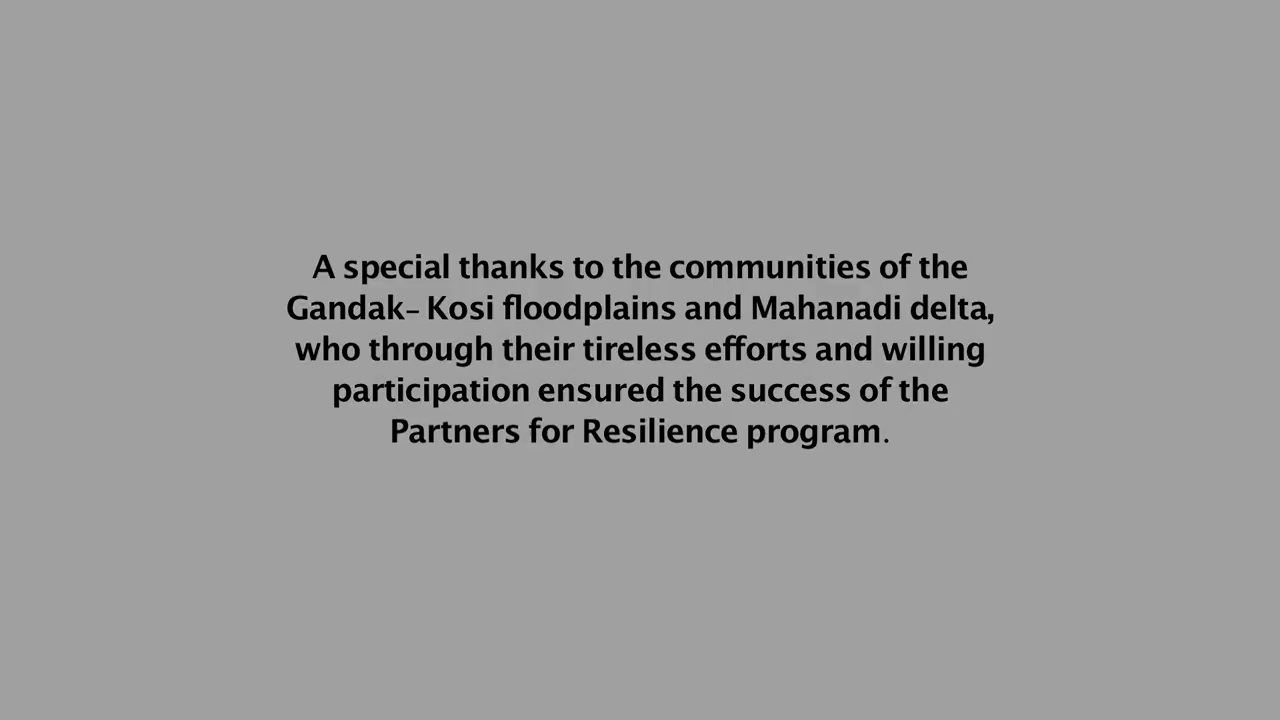 A special thanks to the communities of the
Gandak– Kosi floodplains and Mahanadi delta,
who through their tireless efforts and willing
participation ensured the success of the
Partners for Resilience program.